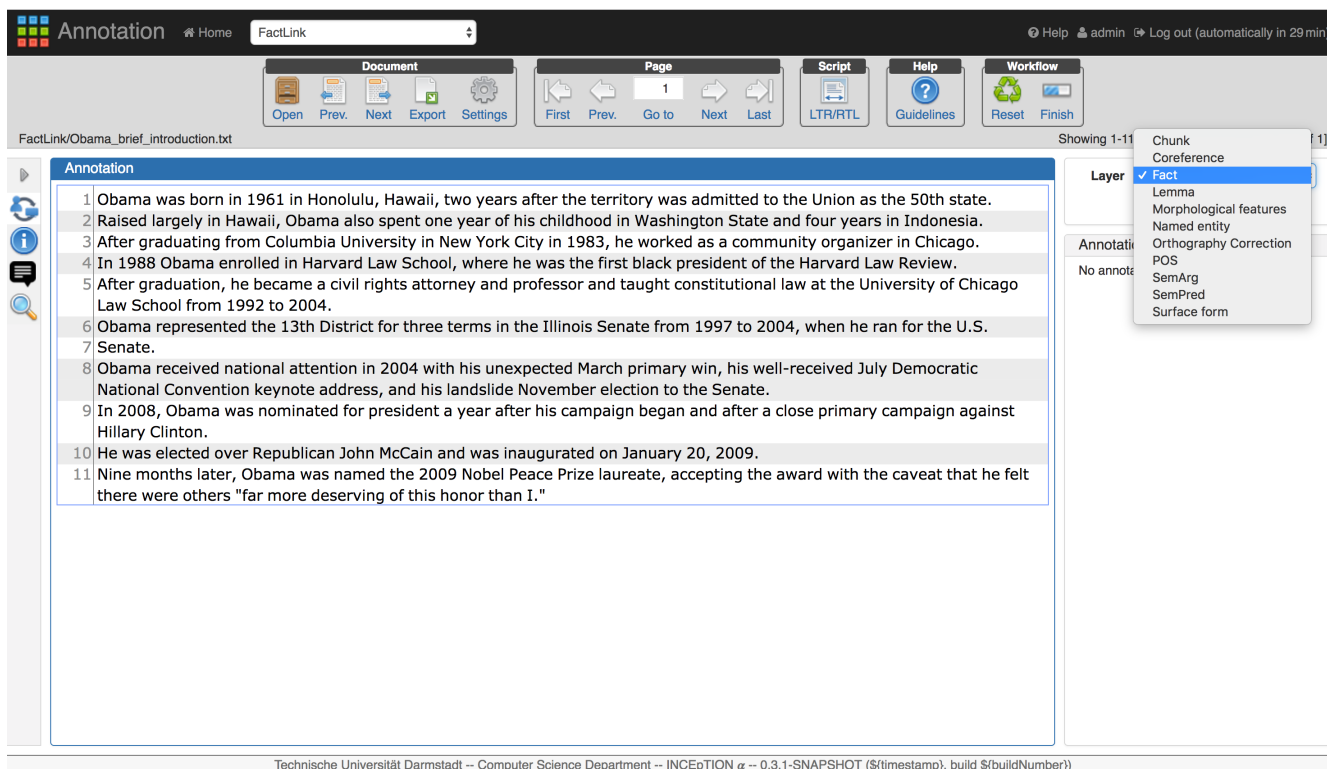 Annotation Home FactLink Help admin Log out (automatically in 29 min
Document Page Script Help Workflow
1
Open Prev. Next Export Settings First Prev. Go to Next Last LTR/RTL Guidelines Reset Finish
FactLink/Obama_brief_introduction.txt Showing 1-11 f 1]
Annotation
1 Obama was born in 1961 in Honolulu, Hawaii, two years after the territory was admitted to the Union as the 50th state.
2 Raised largely in Hawaii, Obama also spent one year of his childhood in Washington State and four years in Indonesia.
3 After graduating from Columbia University in New York City in 1983, he worked as a community organizer in Chicago.
4 In 1988 Obama enrolled in Harvard Law School, where he was the first black president of the Harvard Law Review.
5 After graduation, he became a civil rights attorney and professor and taught constitutional law at the University of Chicago
Law School from 1992 to 2004.
6 Obama represented the 13th District for three terms in the Illinois Senate from 1997 to 2004, when he ran for the U.S.
7 Senate.
8 Obama received national attention in 2004 with his unexpected March primary win, his well-received July Democratic
National Convention keynote address, and his landslide November election to the Senate.
9 In 2008, Obama was nominated for president a year after his campaign began and after a close primary campaign against
Hillary Clinton.
10 He was elected over Republican John McCain and was inaugurated on January 20, 2009.
11 Nine months later, Obama was named the 2009 Nobel Peace Prize laureate, accepting the award with the caveat that he felt
there were others "far more deserving of this honor than I."
Layer
Chunk
Coreference
✓ Fact
Lemma
Morphological features
Named entity
Orthography Correction
POS
SemArg
SemPred
Surface form
Annotati
No annota
Technische Universität Darmstadt -- Computer Science Department -- INCEpTION α -- 0.3.1-SNAPSHOT (${timestamp}, build ${buildNumber})